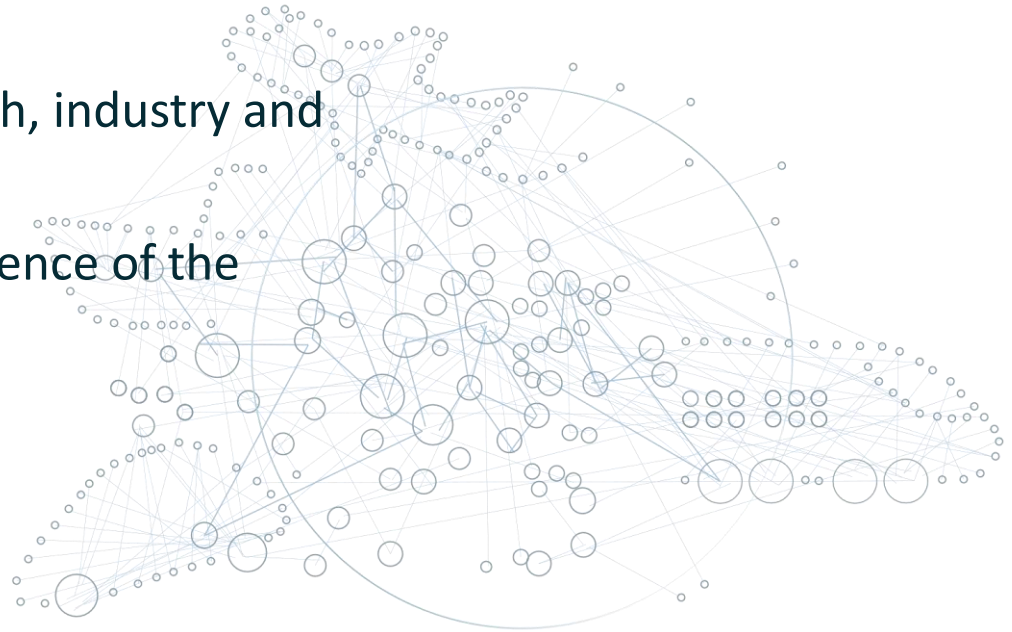 h, industry and
ence of the